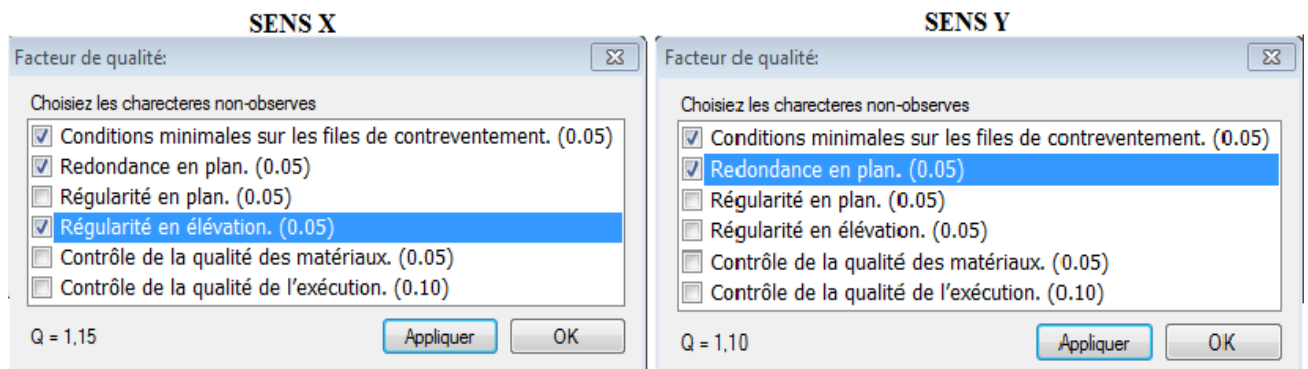 SENS X
Facteur de qualité:
Choisiez les charecteres non-observes
Conditions minimales sur les files de contreventement. (0.05)
Redondance en plan. (0.05)
Régularité en plan. (0.05)
Régularité en élévation. (0.05)
Contrôle de la qualité des matériaux. (0.05)
Contrôle de la qualité de l'exécution. (0.10)
Q = 1,15
Appliquer
OK
SENS Y
Facteur de qualité:
Choisiez les charecteres non-observes
Conditions minimales sur les files de contreventement. (0.05)
Redondance en plan. (0.05)
Régularité en plan. (0.05)
Régularité en élévation. (0.05)
Contrôle de la qualité des matériaux. (0.05)
Contrôle de la qualité de l'exécution. (0.10)
Q = 1,10
Appliquer
OK